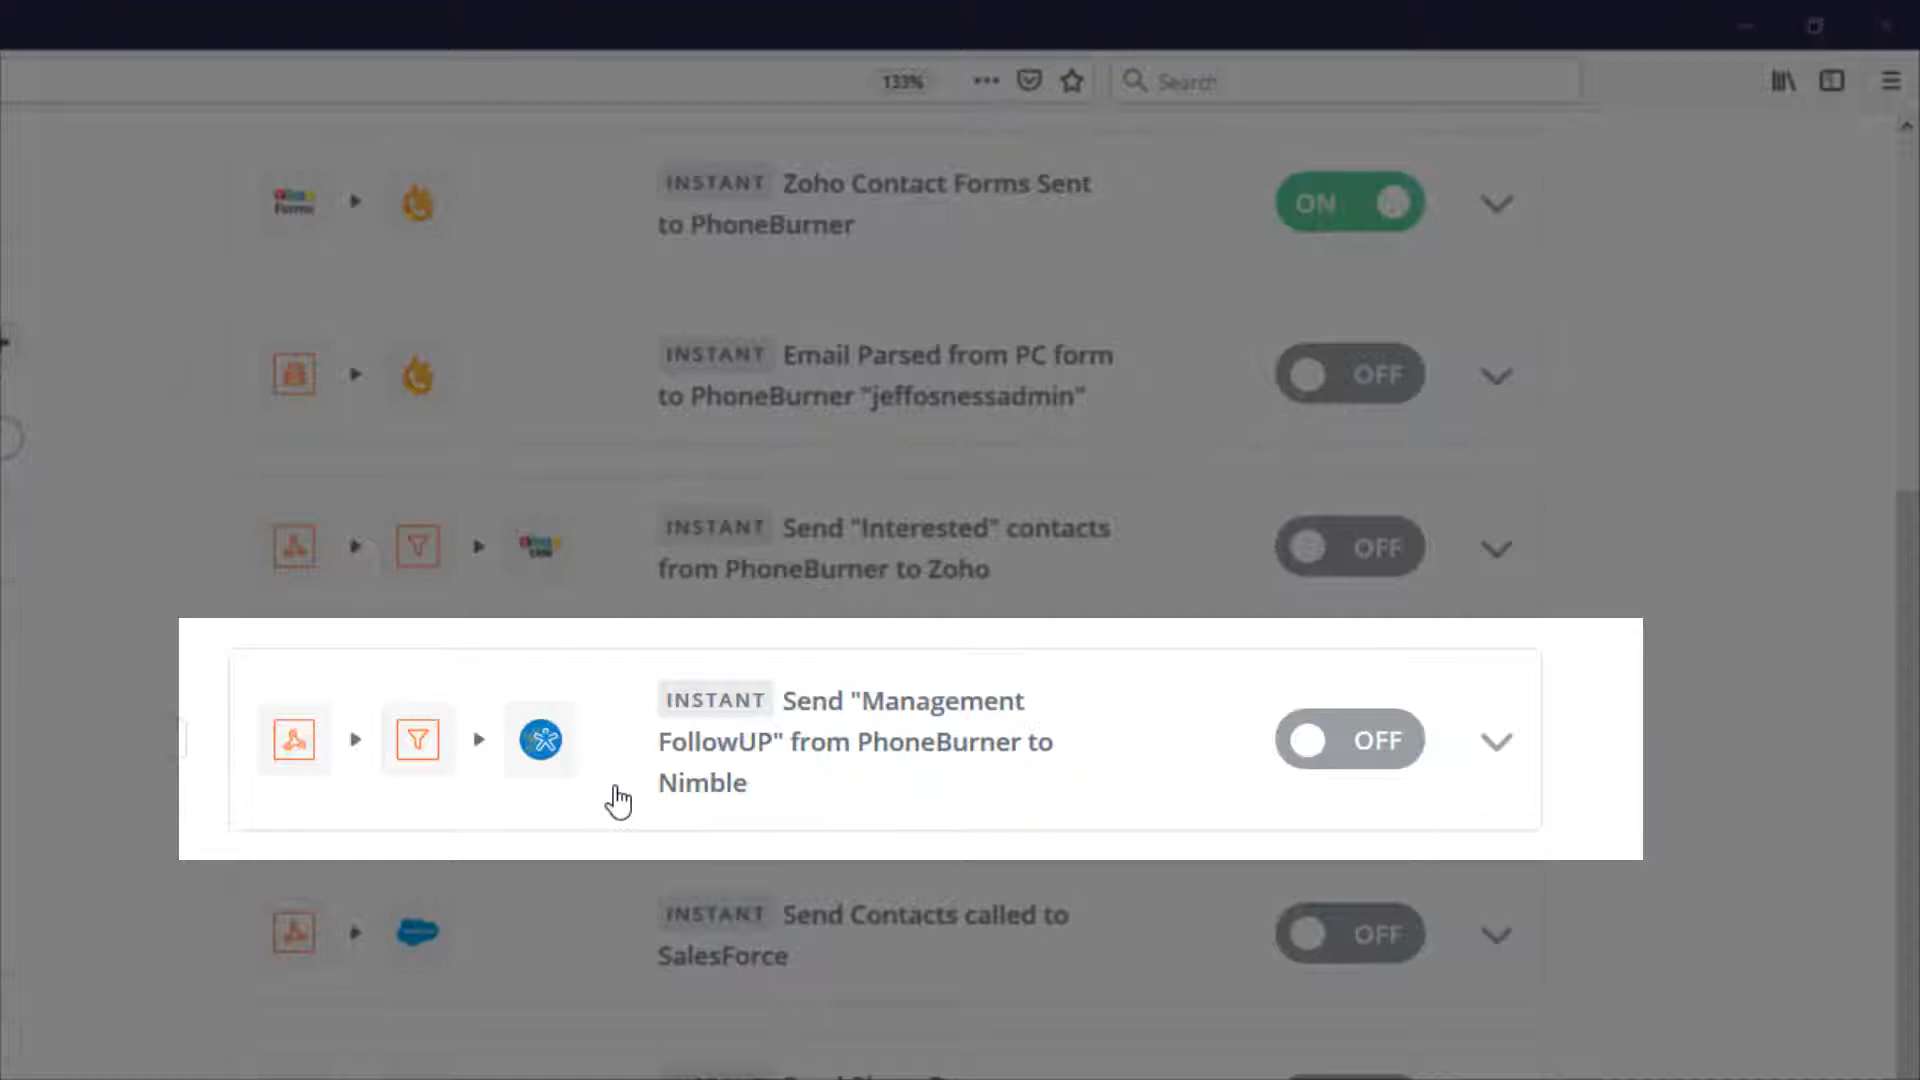 133%
Search
Forms
INSTANT Zoho Contact Forms Sent
to PhoneBurner
ON
INSTANT Email Parsed from PC form
to PhoneBurner "jeffosnessadmin"
OFF
INSTANT Send "Interested" contacts
from PhoneBurner to Zoho
OFF
INSTANT Send "Management
FollowUP" from PhoneBurner to
Nimble
OFF
INSTANT Send Contacts called to
SalesForce
OFF